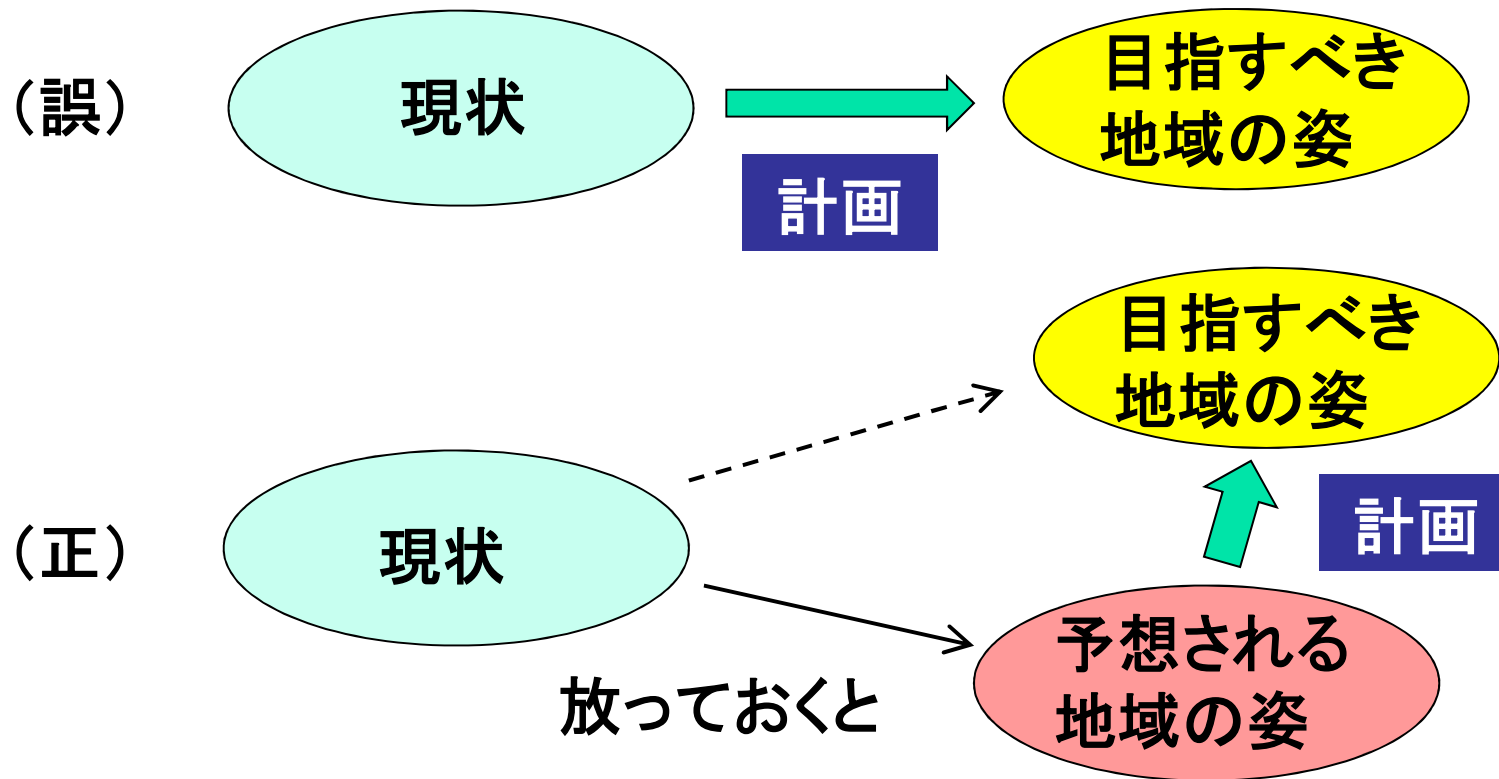 （誤）
現状
計画
目指すべき
地域の姿
目指すべき
地域の姿
（正）
現状
計画
放っておくと
予想される
地域の姿